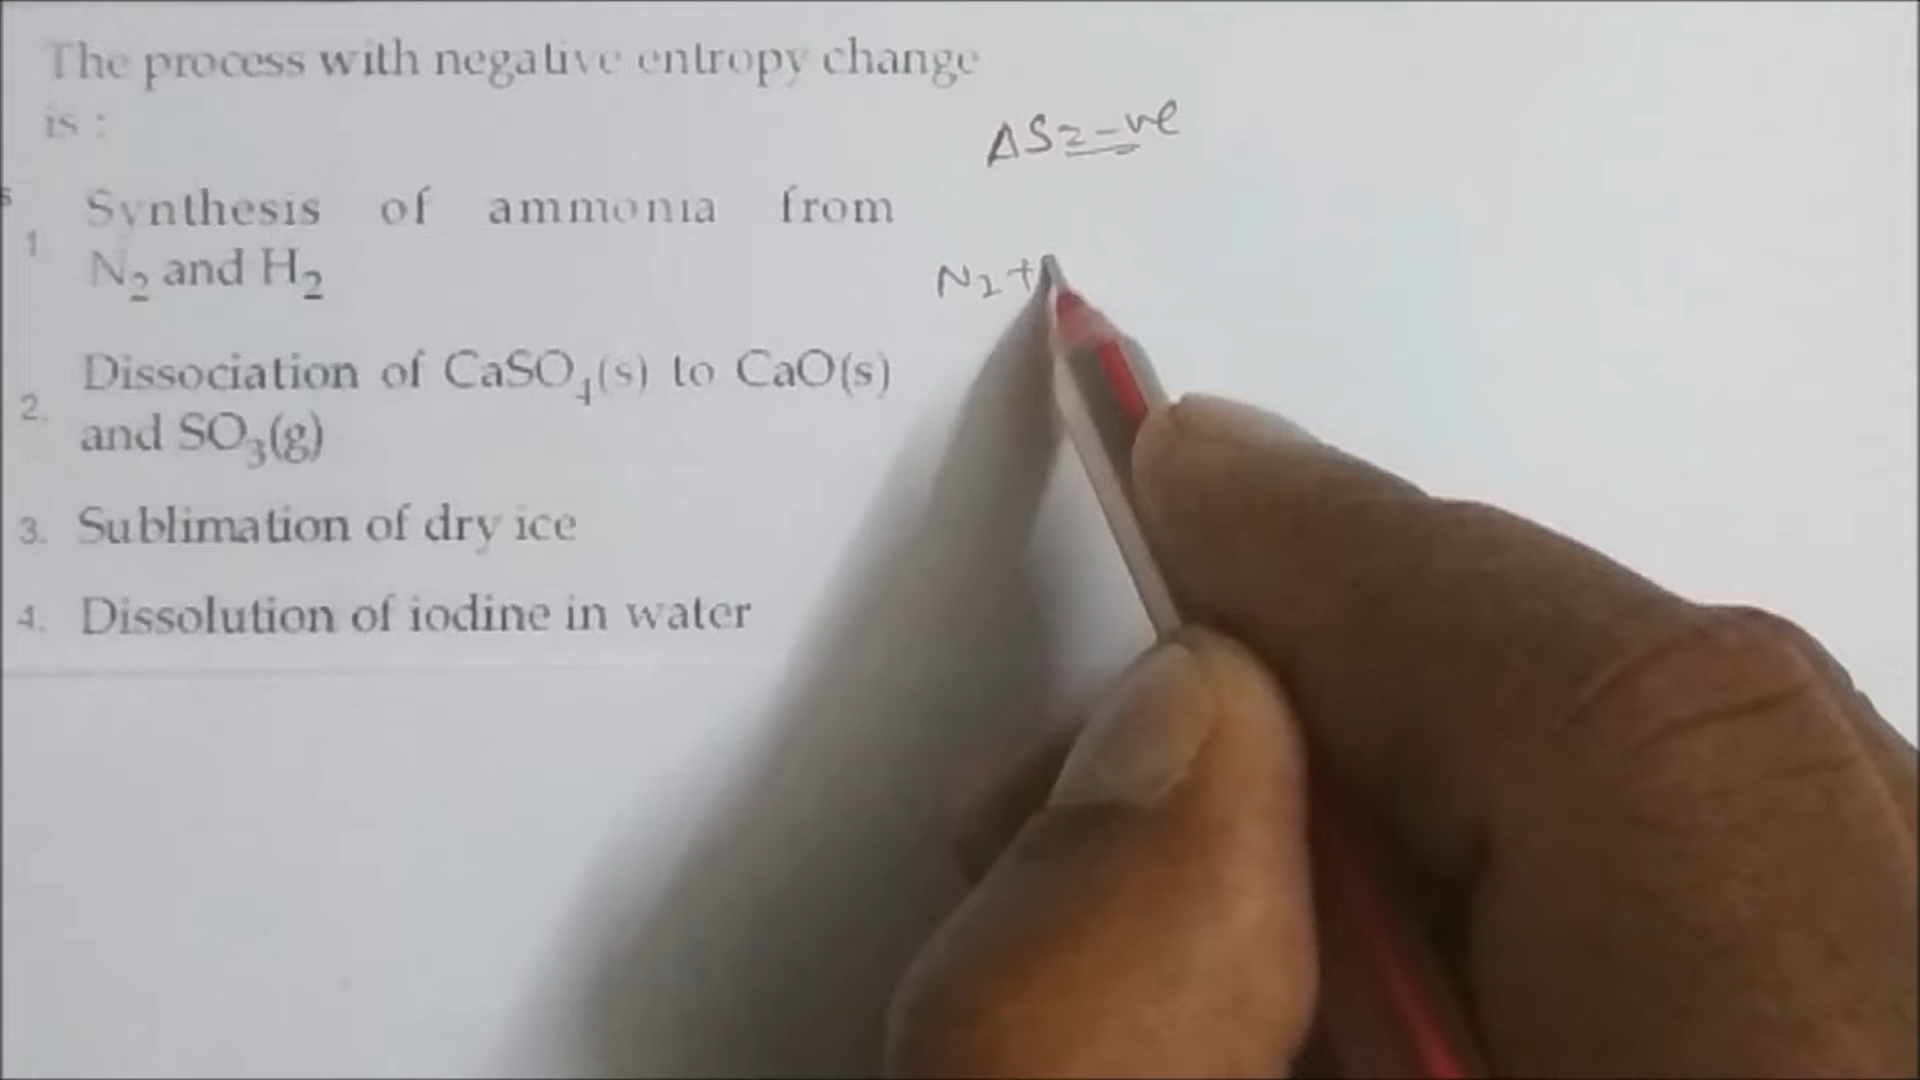 The process with negative entropy change
is :
ΔS=-ve
1. Synthesis of ammonia from
N₂ and H₂
N₂ +
2. Dissociation of CaSO₄(s) to CaO(s)
and SO₃(g)
3. Sublimation of dry ice
4. Dissolution of iodine in water